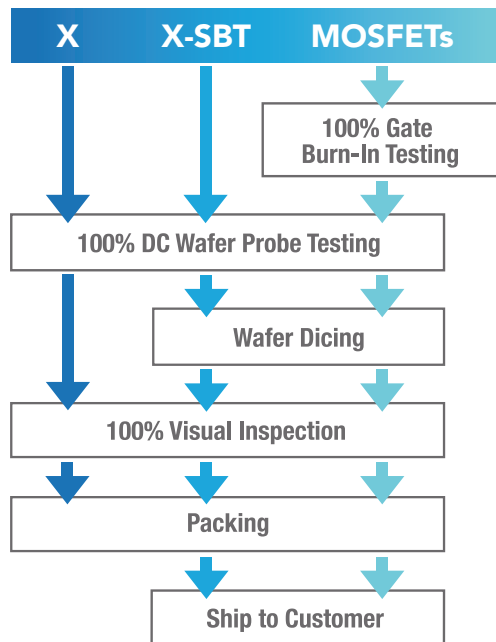 X X-SBT MOSFETs
100% Gate
Burn-In Testing
100% DC Wafer Probe Testing
Wafer Dicing
100% Visual Inspection
Packing
Ship to Customer